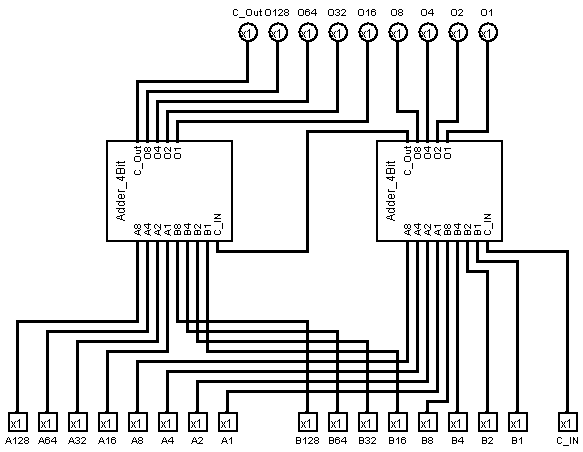 C_Out O128 O64 O32 O16 O8 O4 O2 O1
x1 x1 x1 x1 x1 x1 x1 x1 x1
Adder_4Bit
C_Out O8 O4 O2 O1
A8 A4 A2 A1 B8 B4 B2 B1 C_IN
Adder_4Bit
C_Out O8 O4 O2 O1
A8 A4 A2 A1 B8 B4 B2 B1 C_IN
x1 x1 x1 x1 x1 x1 x1 x1 x1 x1 x1 x1 x1 x1 x1 x1 x1
A128 A64 A32 A16 A8 A4 A2 A1 B128 B64 B32 B16 B8 B4 B2 B1 C_IN